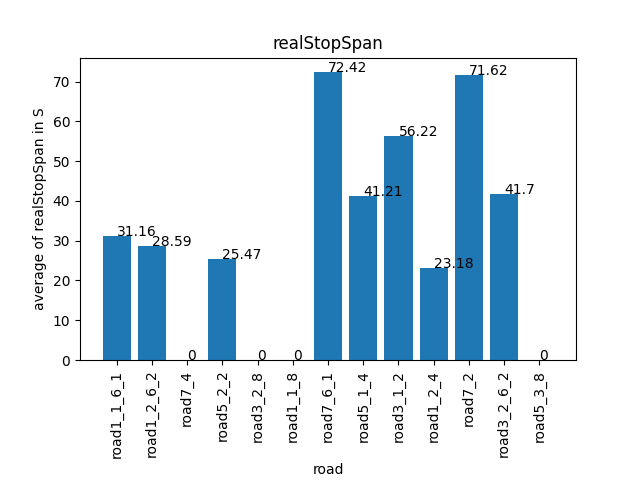 realStopSpan
average of realStopSpan in S
70
60
50
40
30
20
10
0
31.16
28.59
0
25.47
0
0
72.42
41.21
56.22
23.18
71.62
41.7
0
road1_1_6_1
road1_2_6_2
road7_4
road5_2_2
road3_2_8
road1_1_8
road7_6_1
road5_1_4
road3_1_2
road1_2_4
road7_2
road3_2_6_2
road5_3_8
road